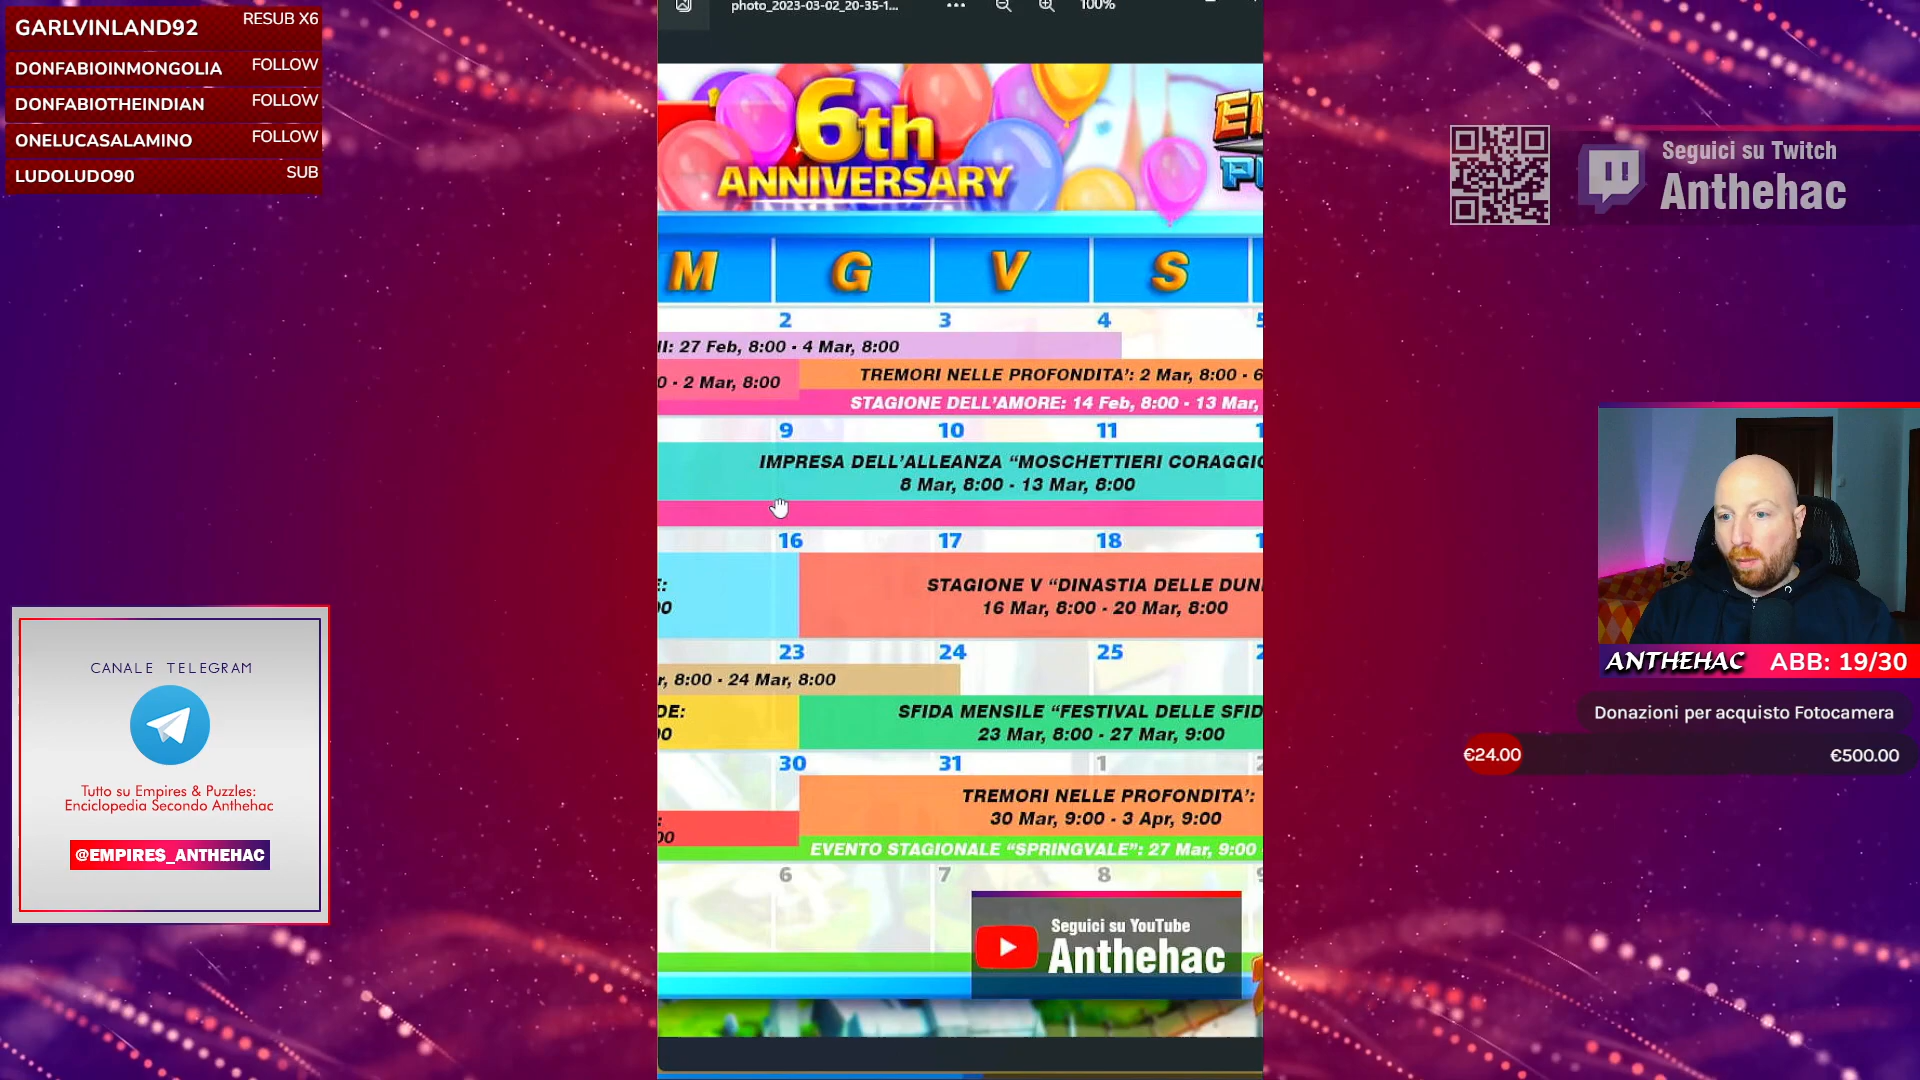 GARLVINLAND92 RESUB X6
DONFABIOINMONGOLIA FOLLOW
DONFABIOTHEINDIAN FOLLOW
ONELUCASALAMINO FOLLOW
LUDOLUDO90 SUB
photo_2023-03-02_20-35-1... ... 100%
6th
ANNIVERSARY
M G V S
2 3 4
27 Feb, 8:00 - 4 Mar, 8:00
0 - 2 Mar, 8:00
TREMORI NELLE PROFONDITA': 2 Mar, 8:00 - 6
STAGIONE DELL'AMORE: 14 Feb, 8:00 - 13 Mar,
9 10 11
IMPRESA DELL'ALLEANZA “MOSCHETTIERI CORAGGIO
8 Mar, 8:00 - 13 Mar, 8:00
16 17 18
STAGIONE V “DINASTIA DELLE DUN
16 Mar, 8:00 - 20 Mar, 8:00
23 24 25
r, 8:00 - 24 Mar, 8:00
DE:
00
SFIDA MENSILE “FESTIVAL DELLE SFID
23 Mar, 8:00 - 27 Mar, 9:00
30 31 1
TREMORI NELLE PROFONDITA':
30 Mar, 9:00 - 3 Apr, 9:00
EVENTO STAGIONALE “SPRINGVALE”: 27 Mar, 9:00
6 7 8
Seguici su YouTube
Anthehac
CANALE TELEGRAM
Tutto su Empires & Puzzles:
Enciclopedia Secondo Anthehac
@EMPIRES_ANTHEHAC
Seguici su Twitch
Anthehac
ANTHEHAC ABB: 19/30
Donazioni per acquisto Fotocamera
€24.00 €500.00